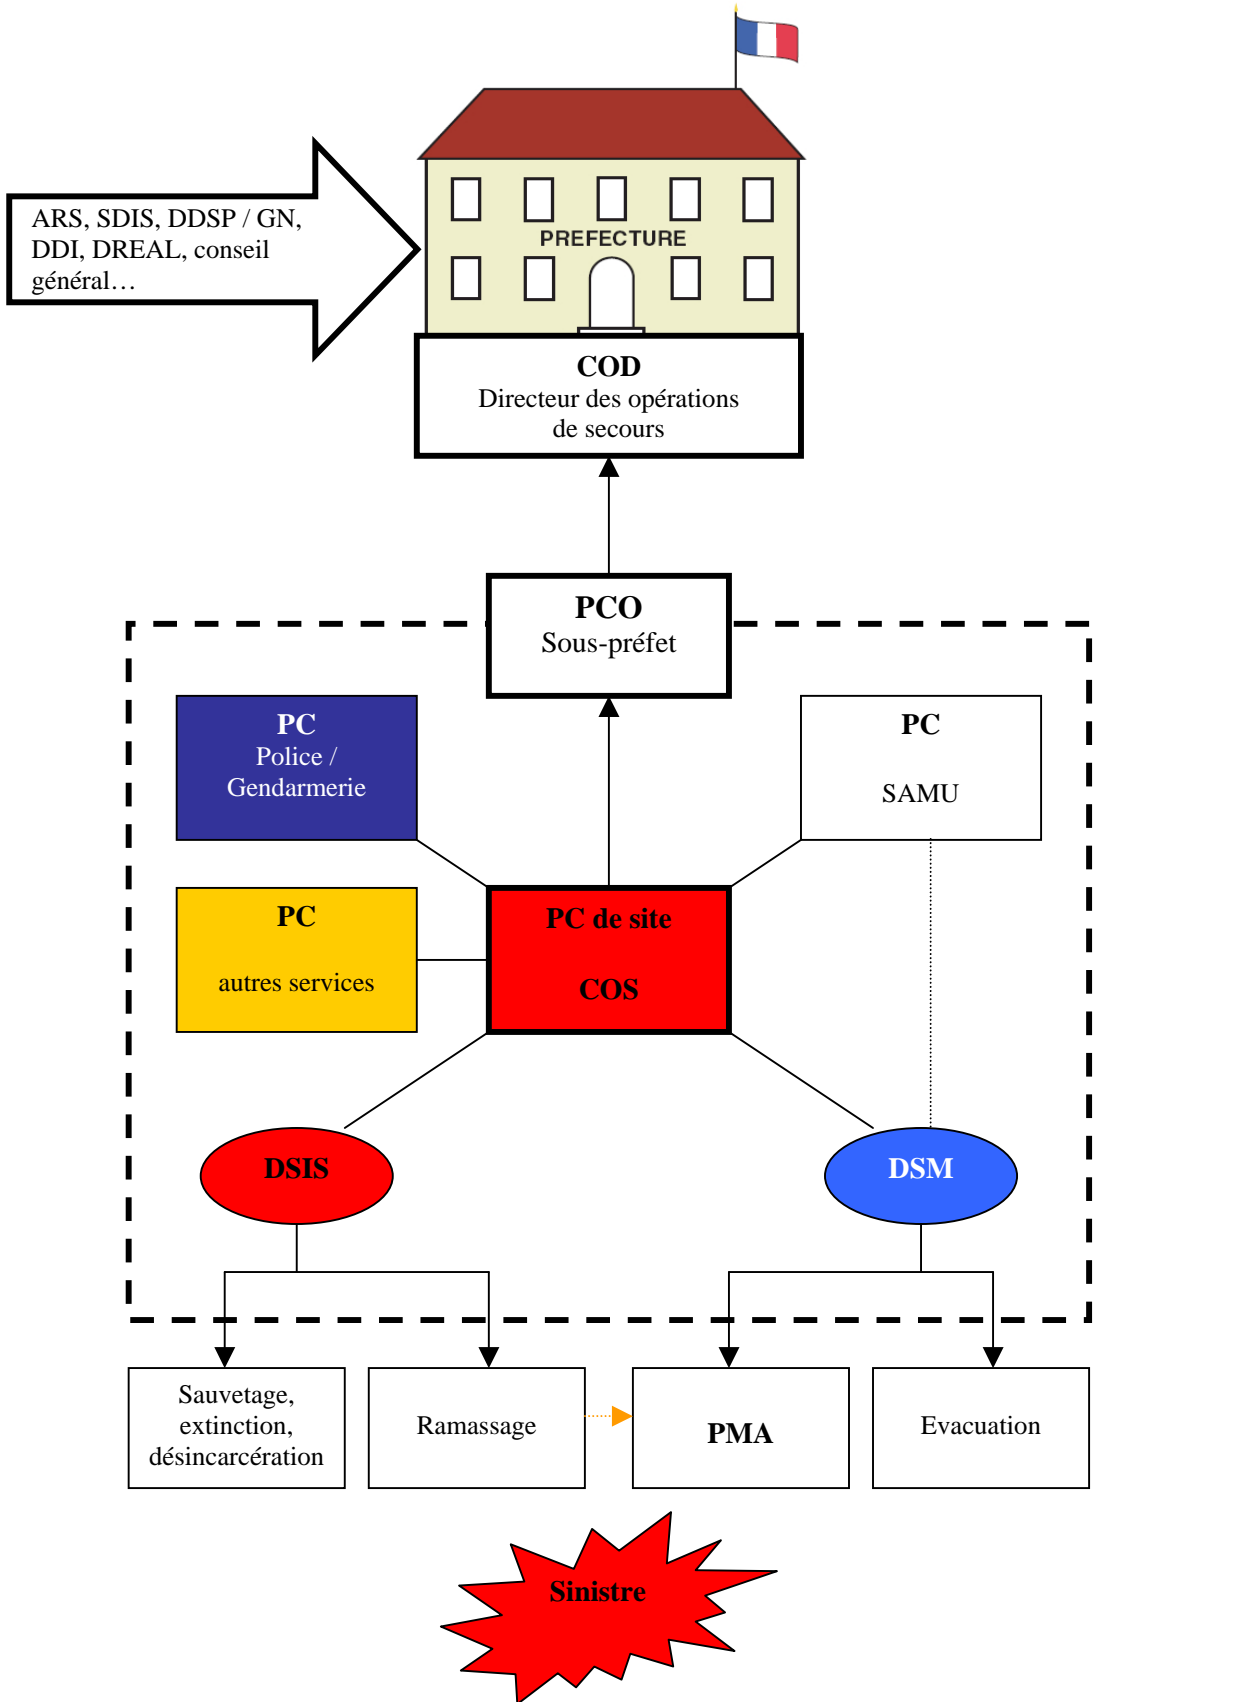 ARS, SDIS, DDSP / GN,
DDI, DREAL, conseil
général…
PREFECTURE
COD
Directeur des opérations
de secours
PCO
Sous-préfet
PC
Police /
Gendarmerie
PC
SAMU
PC
autres services
PC de site
COS
DSIS
DSM
Sauvetage,
extinction,
désincarcération
Ramassage
PMA
Evacuation
Sinistre